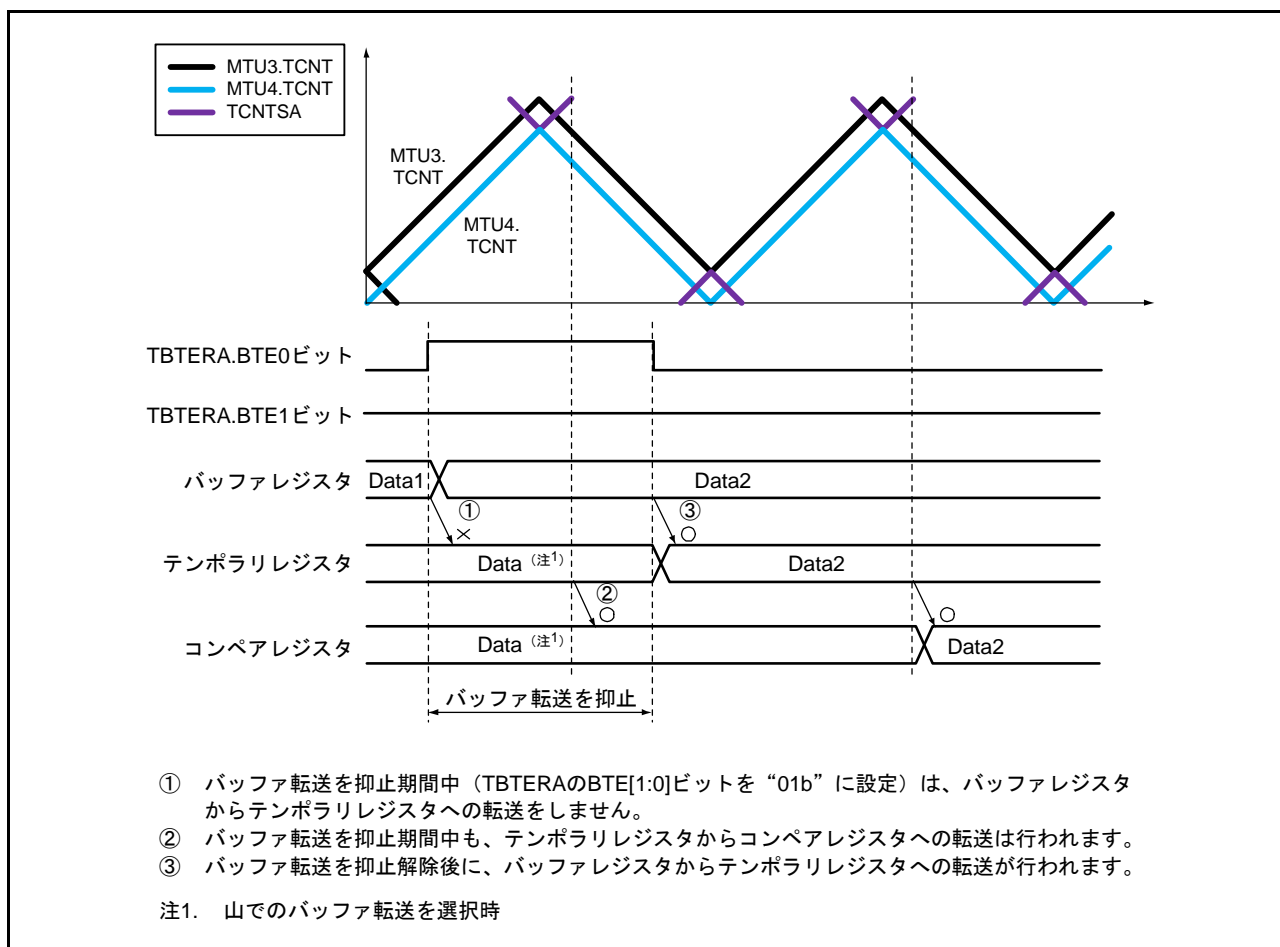 MTU3.TCNT
MTU4.TCNT
TCNTSA
MTU3.
TCNT
MTU4.
TCNT
TBTERA.BTE0ビット
TBTERA.BTE1ビット
バッファレジスタ
Data1
Data2
① ③
× ○
テンポラリレジスタ
Data (注1)
Data2
②
○ ○
コンペアレジスタ
Data (注1)
Data2
バッファ転送を抑止
① バッファ転送を抑止期間中（TBTERAのBTE[1:0]ビットを“01b”に設定）は、バッファレジスタ
からテンポラリレジスタへの転送をしません。
② バッファ転送を抑止期間中も、テンポラリレジスタからコンペアレジスタへの転送は行われます。
③ バッファ転送を抑止解除後に、バッファレジスタからテンポラリレジスタへの転送が行われます。
注1. 山でのバッファ転送を選択時